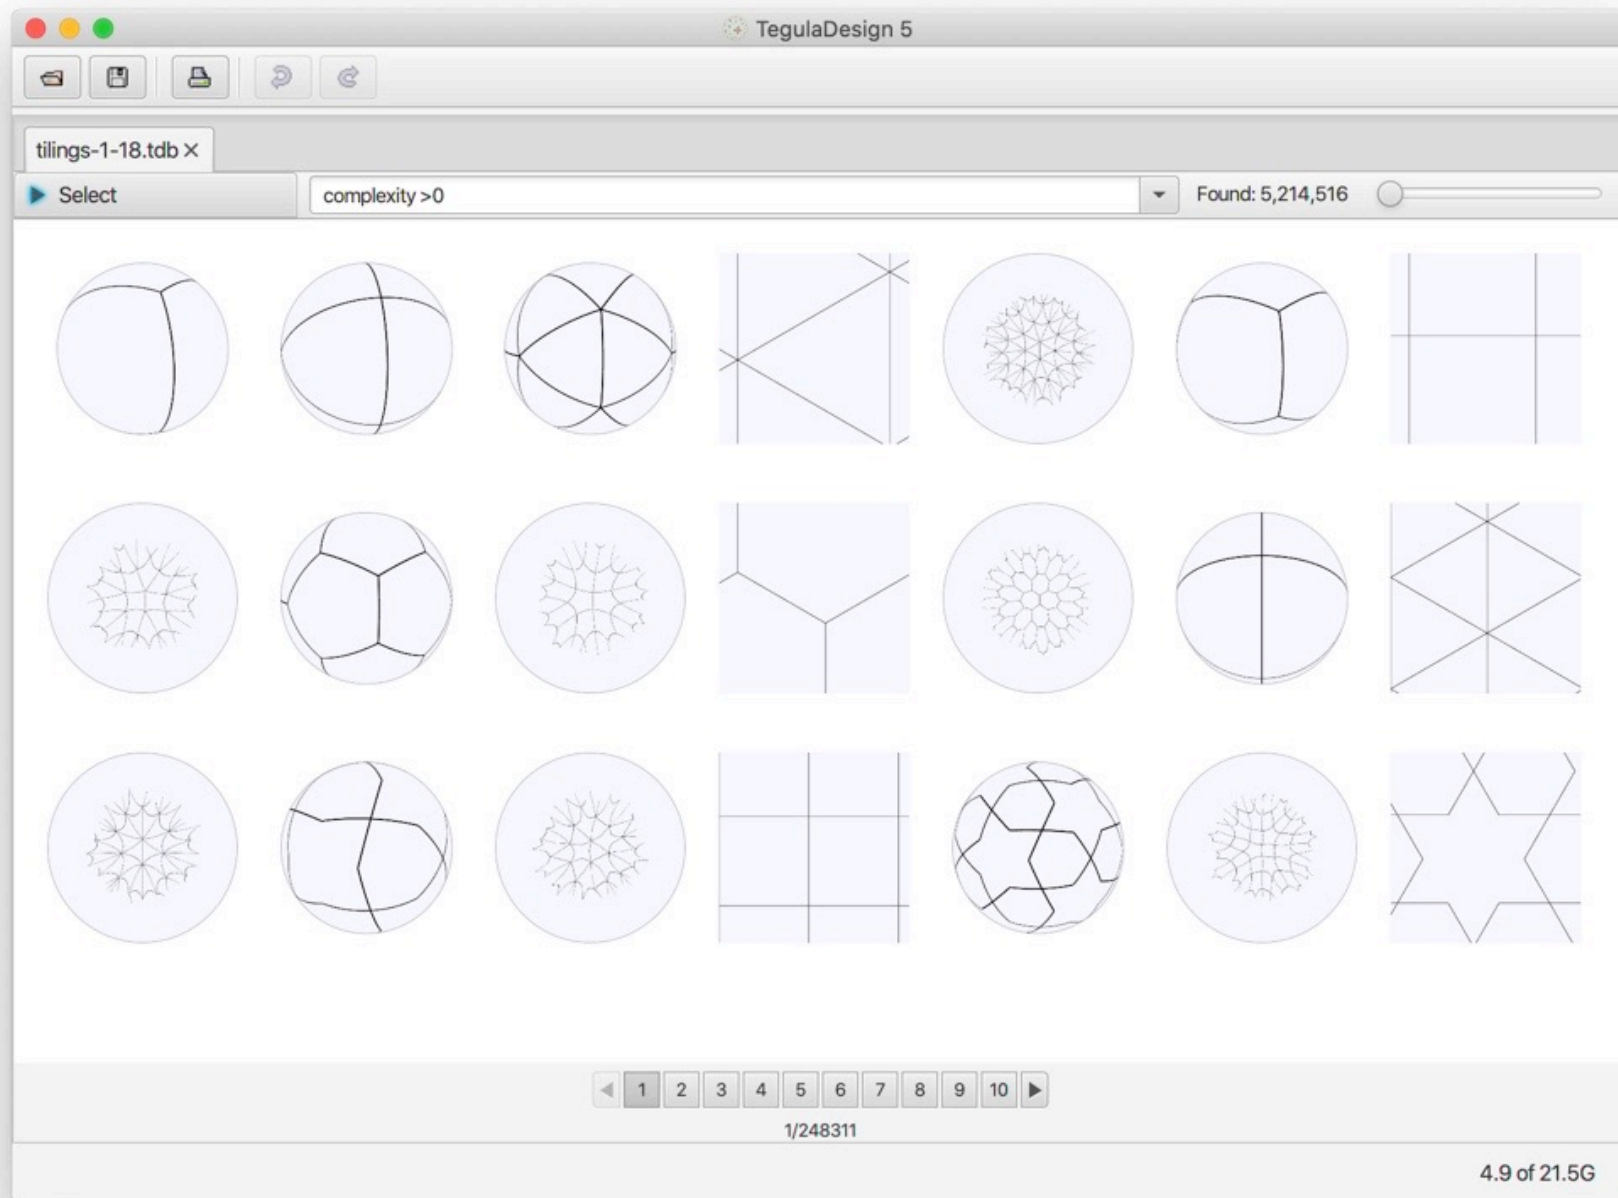 TegulaDesign 5
tilings-1-18.tdb
Select
complexity >0
Found: 5,214,516
1 2 3 4 5 6 7 8 9 10
1/248311
4.9 of 21.5G